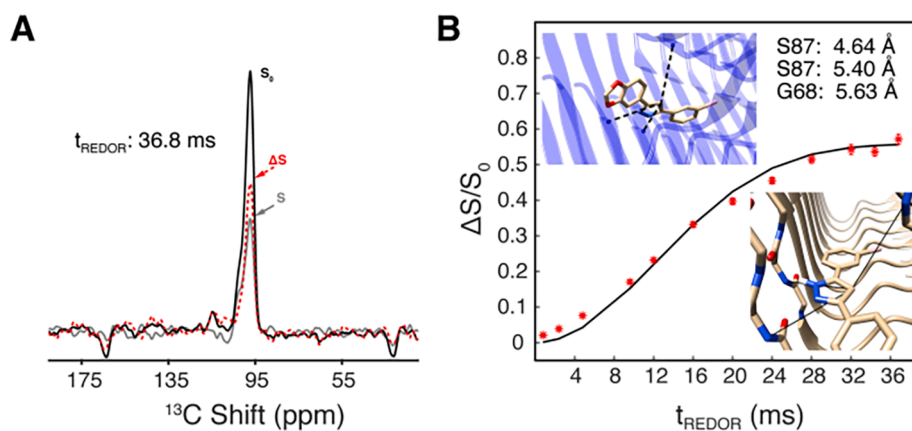 A
S₀
t_REDOR: 36.8 ms
ΔS
S
175
135
95
55
¹³C Shift (ppm)
B
ΔS/S₀
0.8
0.7
0.6
0.5
0.4
0.3
0.2
0.1
0
S87: 4.64 Å
S87: 5.40 Å
G68: 5.63 Å
4
8
12
16
20
24
28
32
36
t_REDOR (ms)